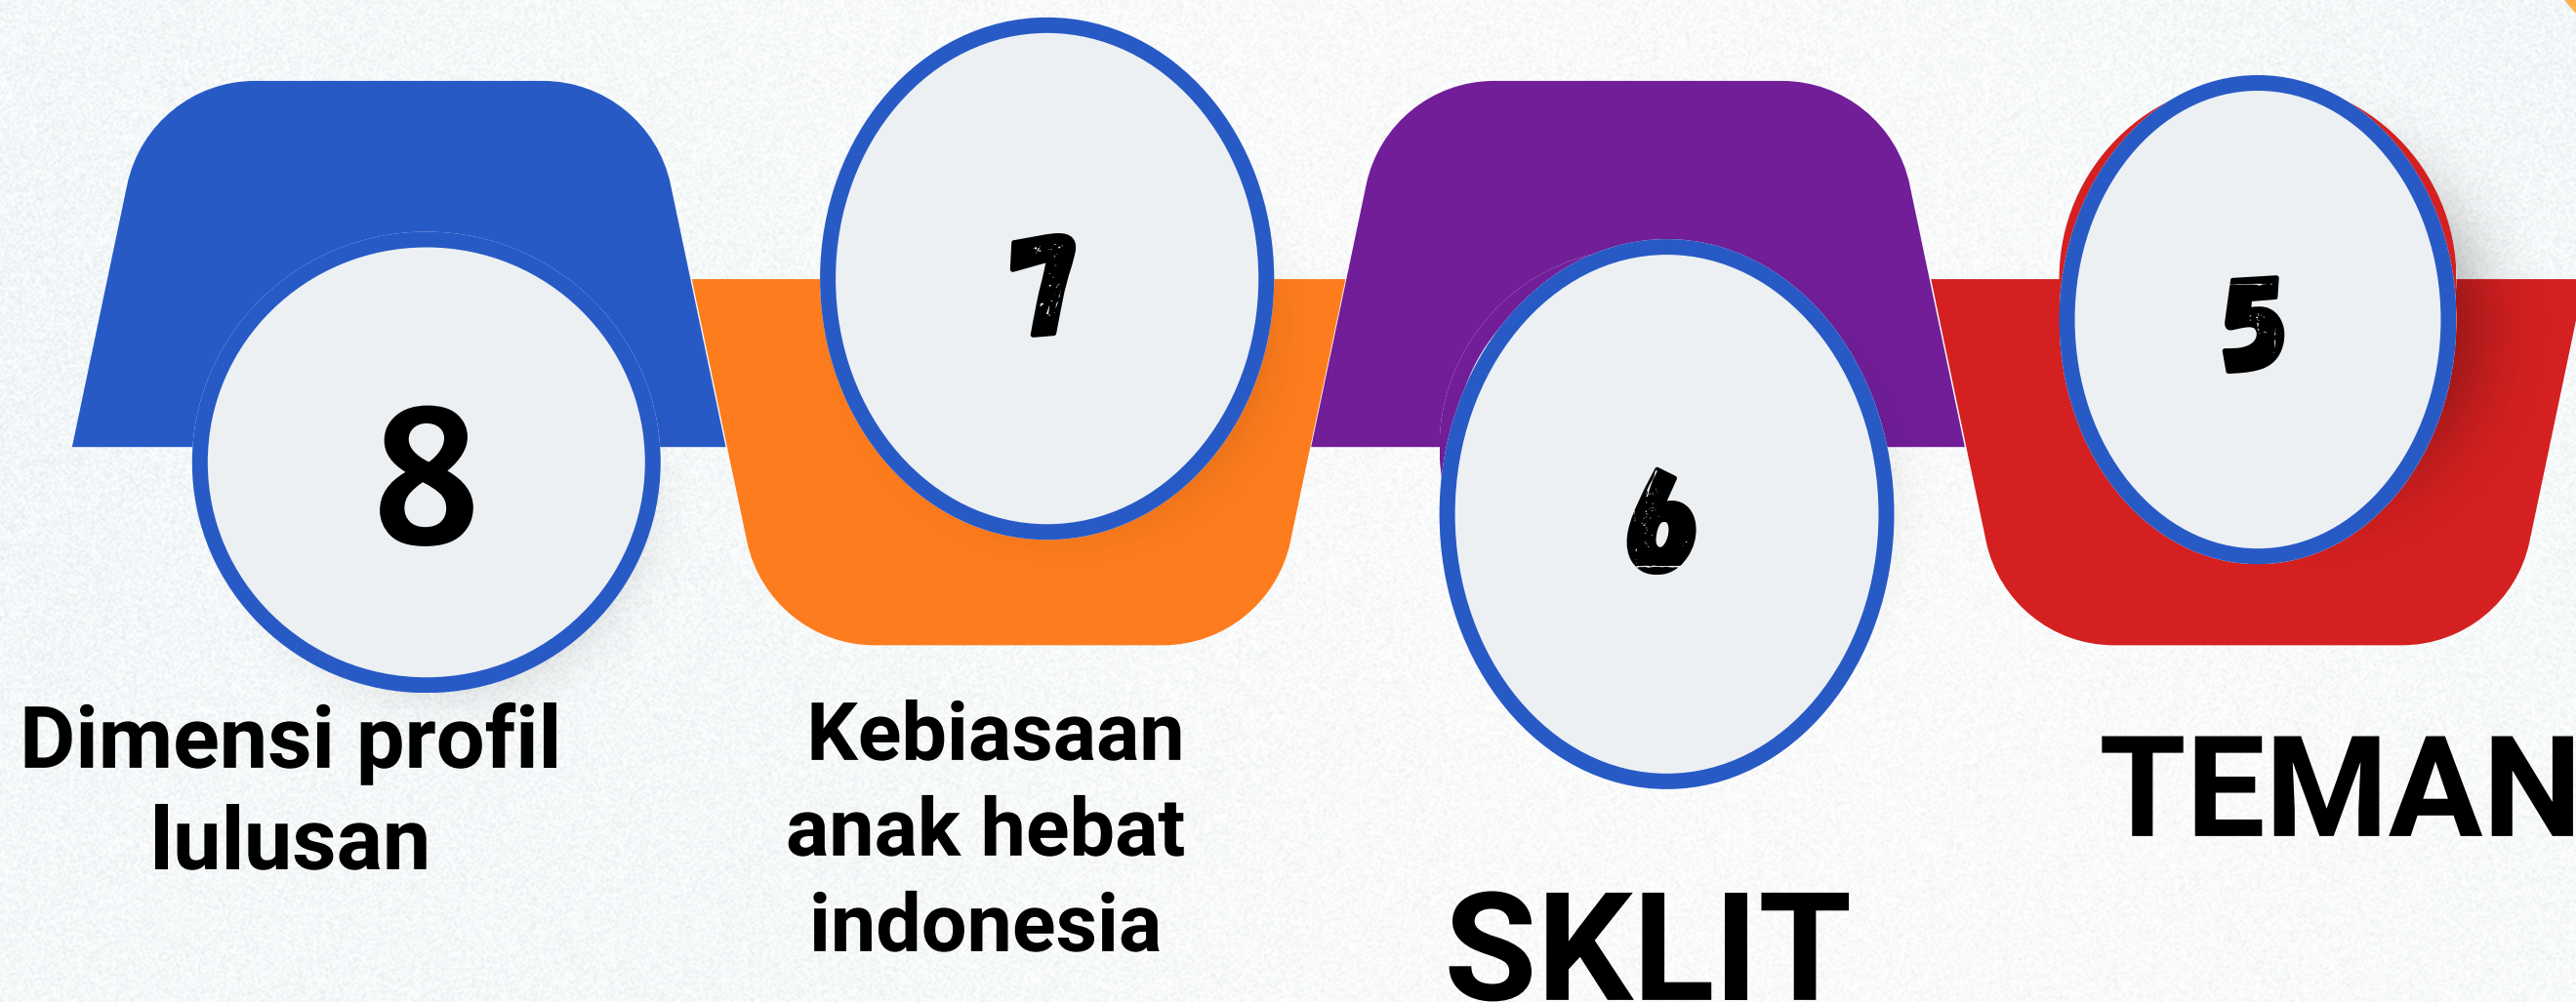 8
Dimensi profil
lulusan
7
Kebiasaan
anak hebat
indonesia
6
SKLIT
5
TEMAN